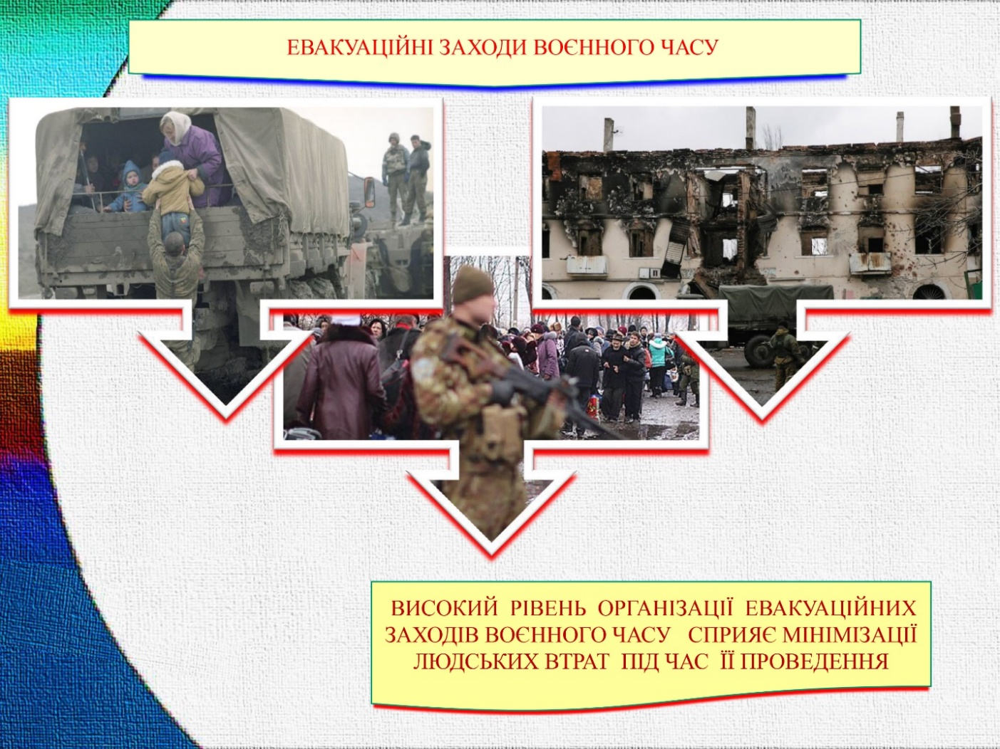 ЕВАКУАЦІЙНІ ЗАХОДИ ВОЄННОГО ЧАСУ
ВИСОКИЙ РІВЕНЬ ОРГАНІЗАЦІЇ ЕВАКУАЦІЙНИХ
ЗАХОДІВ ВОЄННОГО ЧАСУ СПРИЯЄ МІНІМІЗАЦІЇ
ЛЮДСЬКИХ ВТРАТ ПІД ЧАС ЇЇ ПРОВЕДЕННЯ